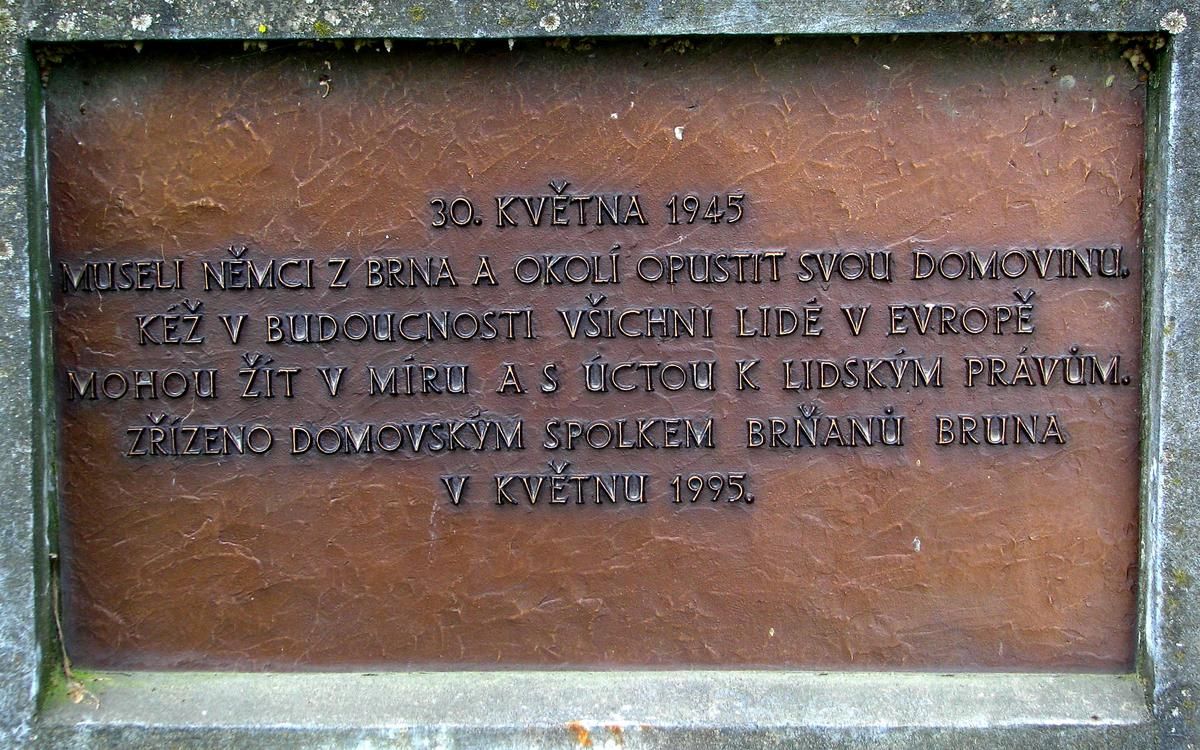 30. KVĚTNA 1945
MUSELI NĚMCI Z BRNA A OKOLÍ OPUSTIT SVOU DOMOVINU.
KÉŽ V BUDOUCNOSTI VŠICHNI LIDÉ V EVROPĚ
MOHOU ŽÍT V MÍRU A S ÚCTOU K LIDSKÝM PRÁVŮM.
ZŘÍZENO DOMOVSKÝM SPOLKEM BRŇANŮ BRUNA
V KVĚTNU 1995.